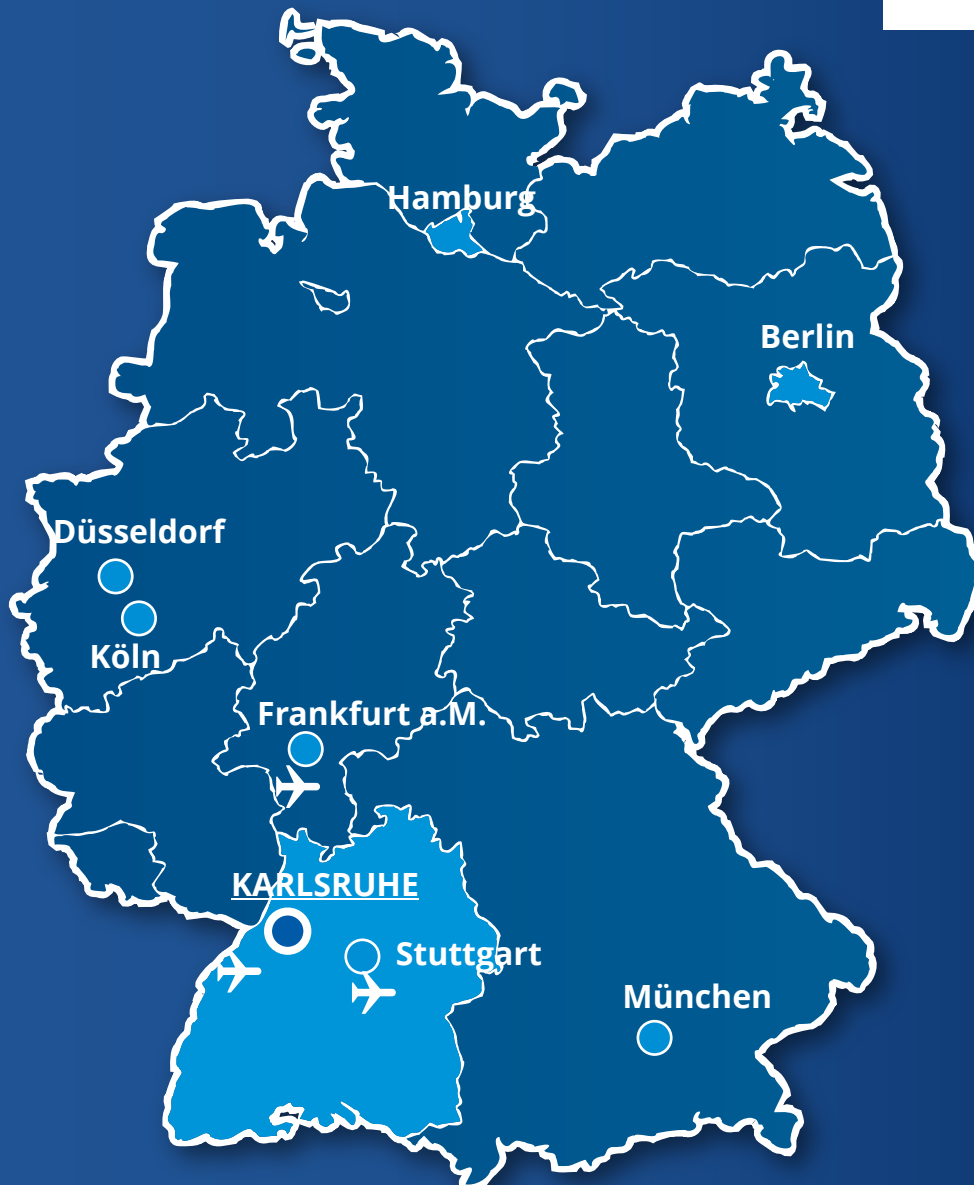 Hamburg
Berlin
Düsseldorf
Köln
Frankfurt a.M.
KARLSRUHE
Stuttgart
München